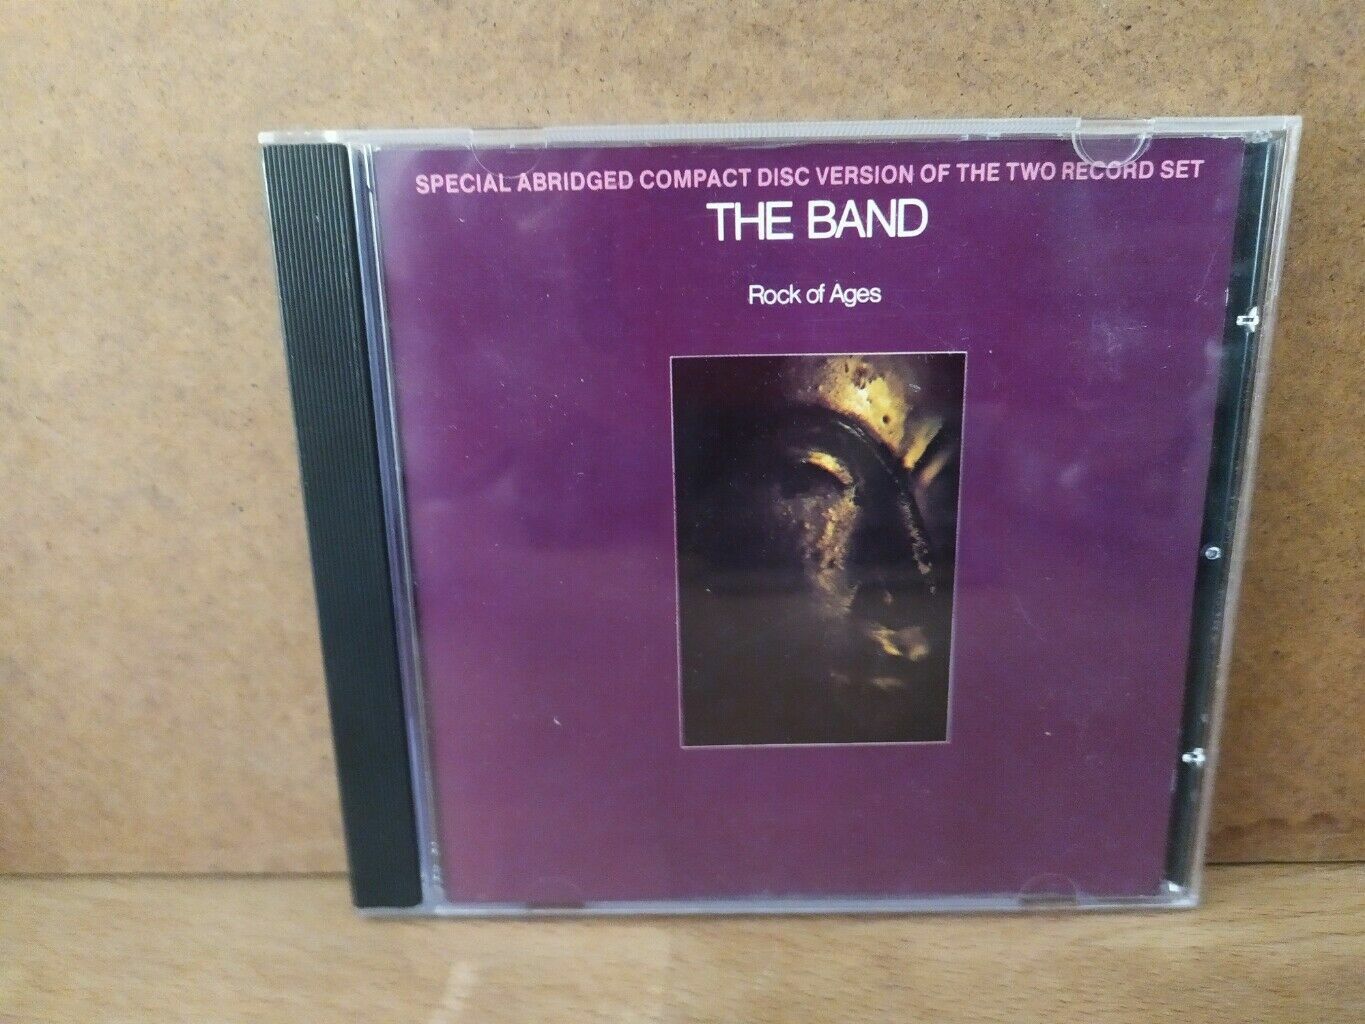 SPECIAL ABRIDGED COMPACT DISC VERSION OF THE TWO RECORD SET
THE BAND
Rock of Ages